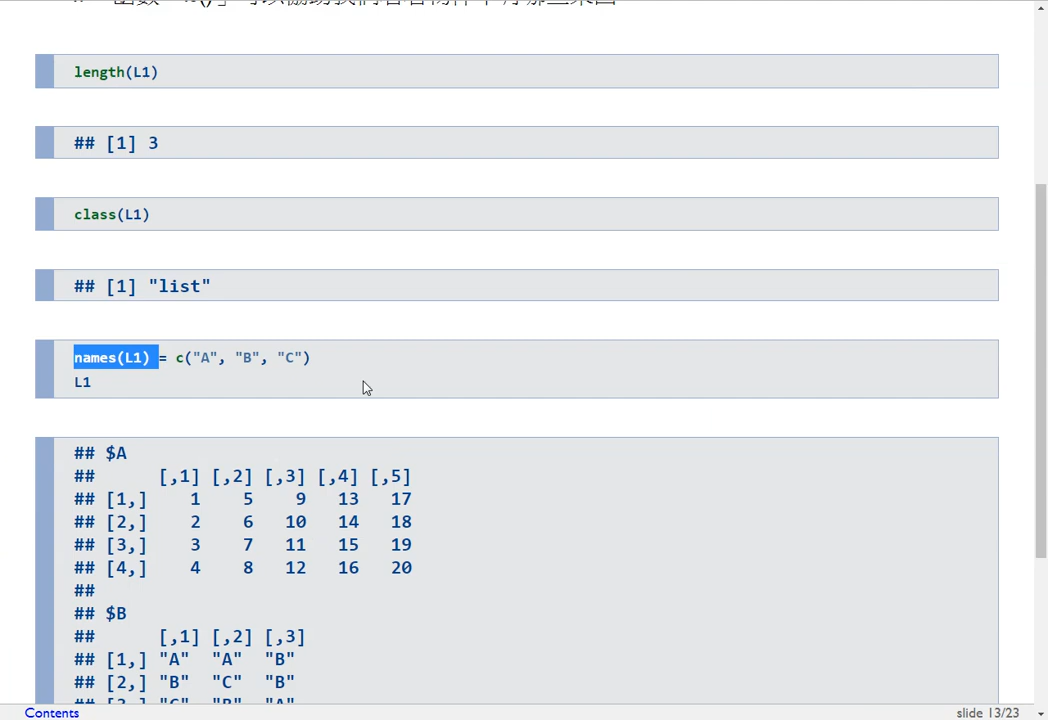 length(L1)
## [1] 3
class(L1)
## [1] "list"
names(L1) = c("A", "B", "C")
L1
## $A
##      [,1] [,2] [,3] [,4] [,5]
## [1,]    1    5    9   13   17
## [2,]    2    6   10   14   18
## [3,]    3    7   11   15   19
## [4,]    4    8   12   16   20
##
## $B
##      [,1] [,2] [,3]
## [1,] "A"  "A"  "B"
## [2,] "B"  "C"  "B"
Contents
slide 13/23